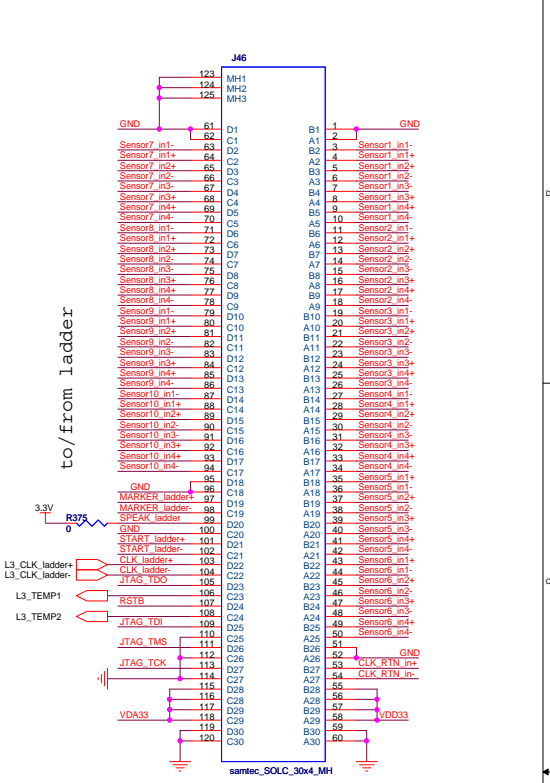 J46
123 MH1
124 MH2
125 MH3
GND 61 D1 B1 1 GND
62 C1 A1 2
Sensor7_in1- 63 D2 B2 3 Sensor1_in1-
Sensor7_in1+ 64 C2 A2 4 Sensor1_in1+
Sensor7_in2+ 65 D3 B3 5 Sensor1_in2+
Sensor7_in2- 66 C3 A3 6 Sensor1_in2-
Sensor7_in3- 67 D4 B4 7 Sensor1_in3-
Sensor7_in3+ 68 C4 A4 8 Sensor1_in3+
Sensor7_in4+ 69 D5 B5 9 Sensor1_in4+
Sensor7_in4- 70 C5 A5 10 Sensor1_in4-
Sensor8_in1- 71 D6 B6 11 Sensor2_in1-
Sensor8_in1+ 72 C6 A6 12 Sensor2_in1+
Sensor8_in2+ 73 D7 B7 13 Sensor2_in2+
Sensor8_in2- 74 C7 A7 14 Sensor2_in2-
Sensor8_in3- 75 D8 B8 15 Sensor2_in3-
Sensor8_in3+ 76 C8 A8 16 Sensor2_in3+
Sensor8_in4+ 77 D9 B9 17 Sensor2_in4+
Sensor8_in4- 78 C9 A9 18 Sensor2_in4-
Sensor9_in1- 79 D10 B10 19 Sensor3_in1-
Sensor9_in1+ 80 C10 A10 20 Sensor3_in1+
Sensor9_in2+ 81 D11 B11 21 Sensor3_in2+
Sensor9_in2- 82 C11 A11 22 Sensor3_in2-
Sensor9_in3- 83 D12 B12 23 Sensor3_in3-
Sensor9_in3+ 84 C12 A12 24 Sensor3_in3+
Sensor9_in4+ 85 D13 B13 25 Sensor3_in4+
Sensor9_in4- 86 C13 A13 26 Sensor3_in4-
Sensor10_in1- 87 D14 B14 27 Sensor4_in1-
Sensor10_in1+ 88 C14 A14 28 Sensor4_in1+
Sensor10_in2+ 89 D15 B15 29 Sensor4_in2+
Sensor10_in2- 90 C15 A15 30 Sensor4_in2-
Sensor10_in3- 91 D16 B16 31 Sensor4_in3-
Sensor10_in3+ 92 C16 A16 32 Sensor4_in3+
Sensor10_in4+ 93 D17 B17 33 Sensor4_in4+
Sensor10_in4- 94 C17 A17 34 Sensor4_in4-
95 D18 B18 35 Sensor5_in1-
GND 96 C18 A18 36 Sensor5_in1+
MARKER_ladder+ 97 D19 B19 37 Sensor5_in2+
MARKER_ladder- 98 C19 A19 38 Sensor5_in2-
SPEAK_ladder 99 D20 B20 39 Sensor5_in3+
GND 100 C20 A20 40 Sensor5_in3-
START_ladder+ 101 D21 B21 41 Sensor5_in4+
START_ladder- 102 C21 A21 42 Sensor5_in4-
CLK_ladder+ 103 D22 B22 43 Sensor6_in1+
CLK_ladder- 104 C22 A22 44 Sensor6_in1-
JTAG_TDO 105 D23 B23 45 Sensor6_in2+
106 C23 A23 46 Sensor6_in2-
RSTB 107 D24 B24 47 Sensor6_in3+
108 C24 A24 48 Sensor6_in3-
JTAG_TDI 109 D25 B25 49 Sensor6_in4+
110 C25 A25 50 Sensor6_in4-
JTAG_TMS 111 D26 B26 51
112 C26 A26 52 GND
JTAG_TCK 113 D27 B27 53 CLK_RTN_in+
114 C27 A27 54 CLK_RTN_in-
115 D28 B28 55
116 C28 A28 56
117 D29 B29 57
VDA33 118 C29 A29 58 VDD33
119 D30 B30 59
120 C30 A30 60
samtec_SOLC_30x4_MH
to/from ladder
3.3V
R375
0
L3_CLK_ladder+
L3_CLK_ladder-
L3_TEMP1
L3_TEMP2
D
C